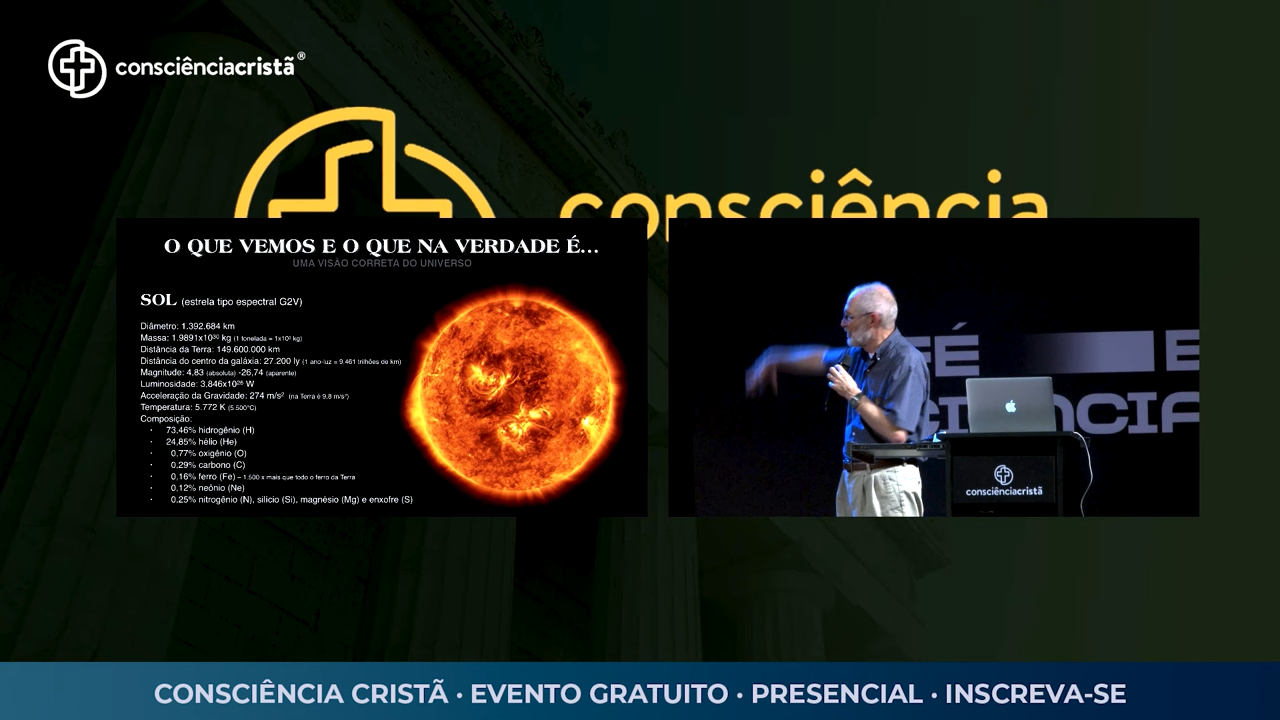 consciênciacristã®
consciência
O QUE VEMOS E O QUE NA VERDADE É...
UMA VISÃO CORRETA DO UNIVERSO
SOL (estrela tipo espectral G2V)
Diâmetro: 1.392.684 km
Massa: 1.9891x10³⁰ kg (1 tonelada = 1x10³ kg)
Distância da Terra: 149.600.000 km
Distância do centro da galáxia: 27.200 ly (1 ano-luz = 9.461 trilhões de km)
Magnitude: 4,83 (absoluta) -26,74 (aparente)
Luminosidade: 3,846x10²⁶ W
Acceleração da Gravidade: 274 m/s² (na Terra é 9,8 m/s²)
Temperatura: 5.772 K (5.500°C)
Composição:
· 73,46% hidrogênio (H)
· 24,85% hélio (He)
· 0,77% oxigênio (O)
· 0,29% carbono (C)
· 0,16% ferro (Fe) – 1.500 x mais que todo o ferro da Terra
· 0,12% neônio (Ne)
· 0,25% nitrogênio (N), silício (Si), magnésio (Mg) e enxofre (S)
FÉ E
CIÊNCIA
consciênciacristã
CONSCIÊNCIA CRISTÃ · EVENTO GRATUITO · PRESENCIAL · INSCREVA-SE